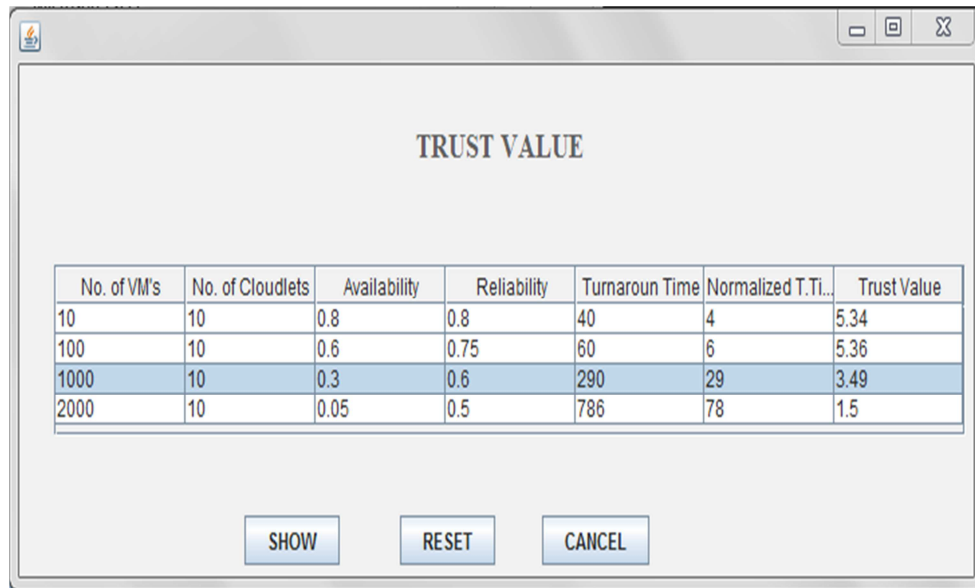 TRUST VALUE
No. of VM's No. of Cloudlets Availability Reliability Turnaroun Time Normalized T.Ti... Trust Value
10 10 0.8 0.8 40 4 5.34
100 10 0.6 0.75 60 6 5.36
1000 10 0.3 0.6 290 29 3.49
2000 10 0.05 0.5 786 78 1.5
SHOW RESET CANCEL